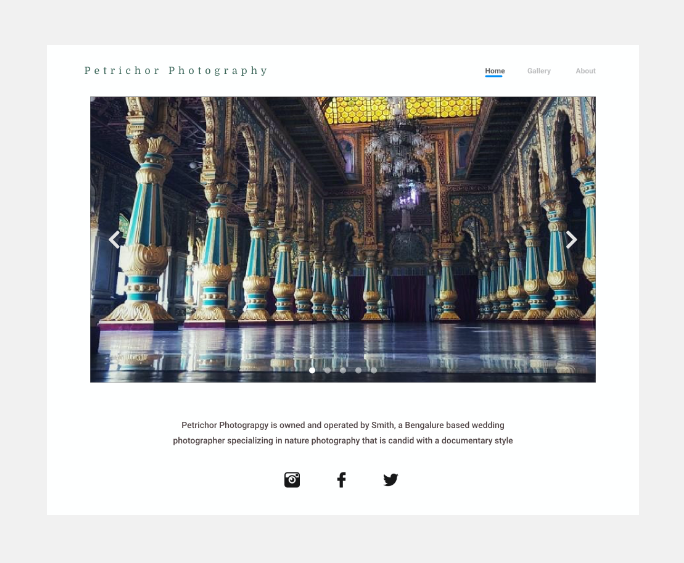 Petrichor Photography
Home Gallery About
Petrichor Photograpgy is owned and operated by Smith, a Bengalure based wedding
photographer specializing in nature photography that is candid with a documentary style